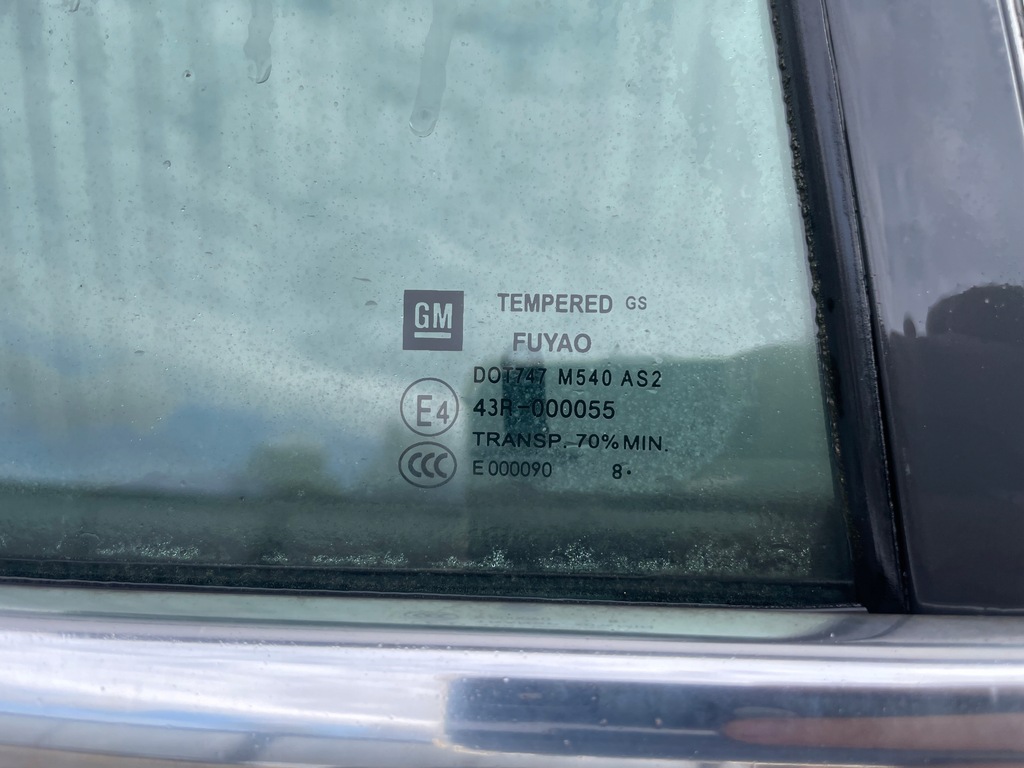 GM TEMPERED GS
FUYAO
DOT747 M540 AS2
E4 43R-000055
TRANSP. 70% MIN.
CCC E 000090 8.